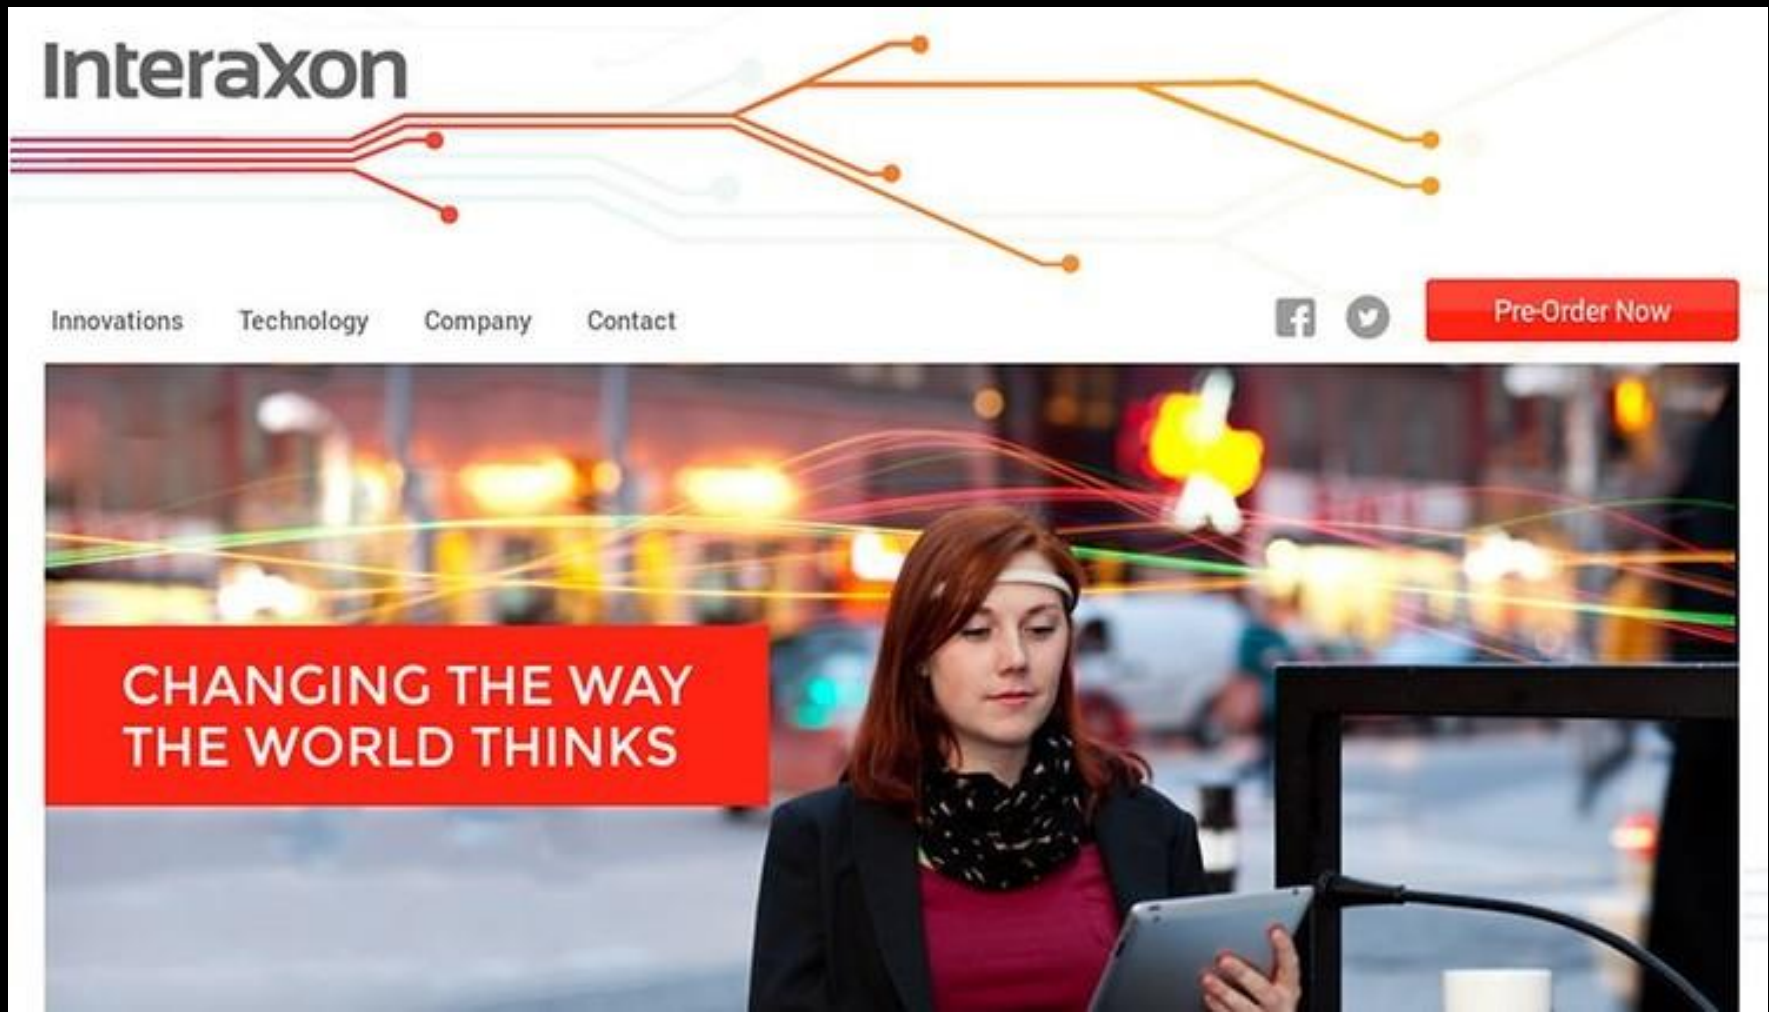 InteraXon
Innovations Technology Company Contact
Pre-Order Now
CHANGING THE WAY
THE WORLD THINKS